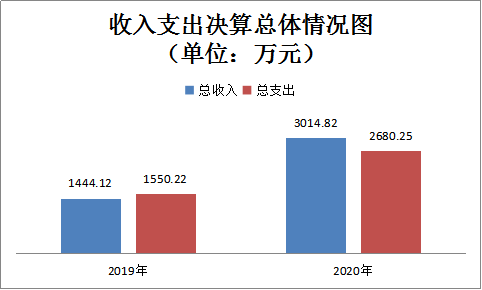 收入支出决算总体情况图
（单位：万元）
总收入 总支出
3014.82
2680.25
1444.12
1550.22
2019年 2020年